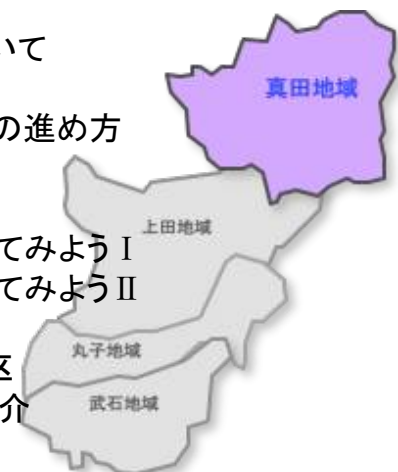 いて
真田地域
の進め方
上田地域
てみようⅠ
てみようⅡ
丸子地域
区
武石地域
介